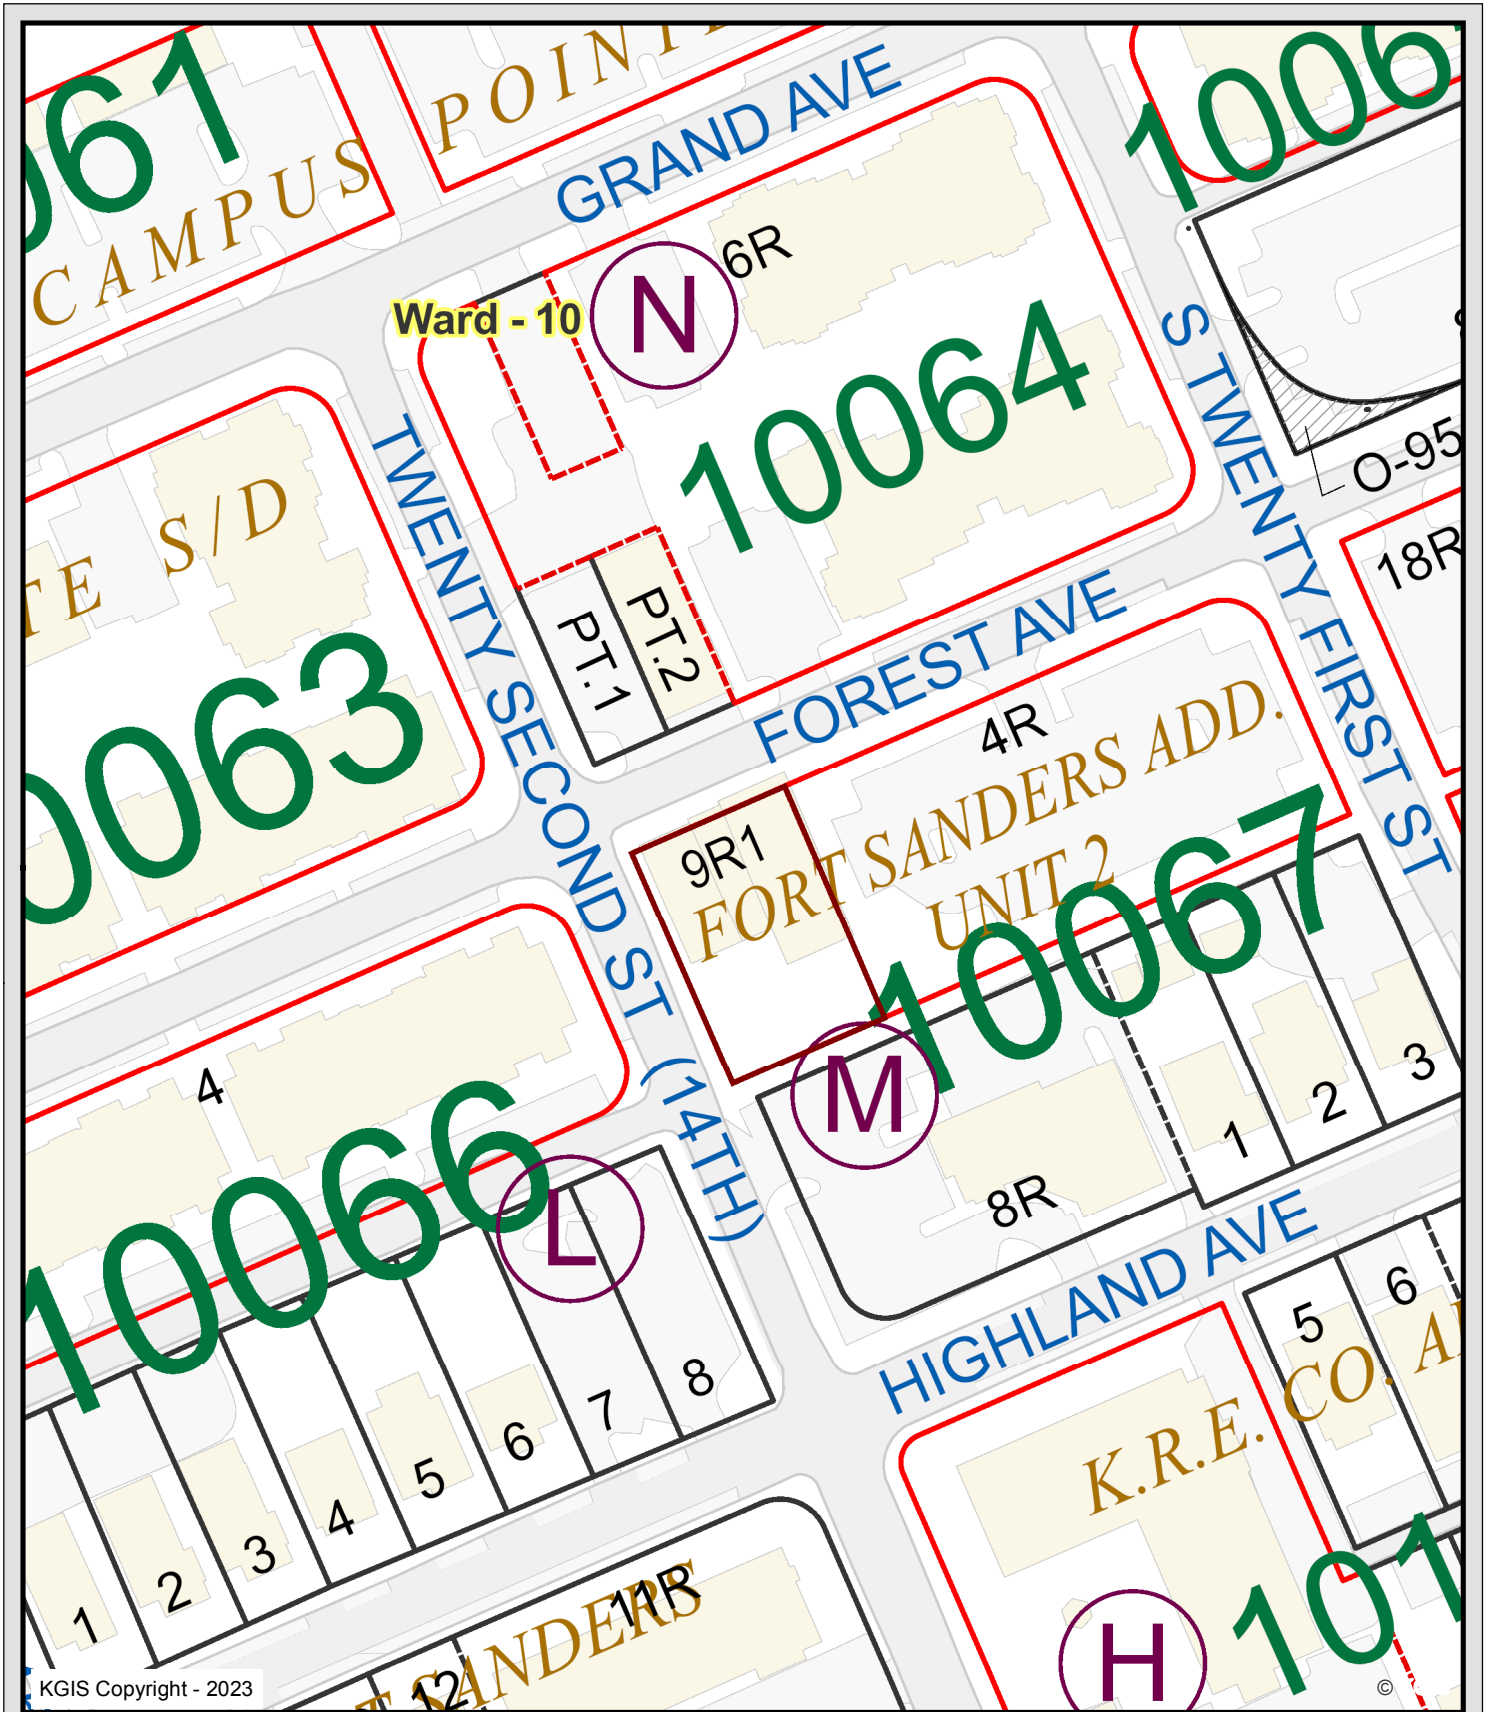 061
CAMPUS
POINT
GRAND AVE
1006
6R
N
Ward - 10
10064
S TWENTY FIRST ST
O-95
18R
TE S/D
TWENTY SECOND ST (14TH)
PT.1
PT.2
FOREST AVE
0063
4R
9R1
FORT SANDERS ADD.
UNIT 2
10067
M
4
10066
L
8R
1
2
3
HIGHLAND AVE
5
6
1
2
3
4
5
6
7
8
K.R.E. CO. A
101
11R
T SANDERS
12
H
KGIS Copyright - 2023
©